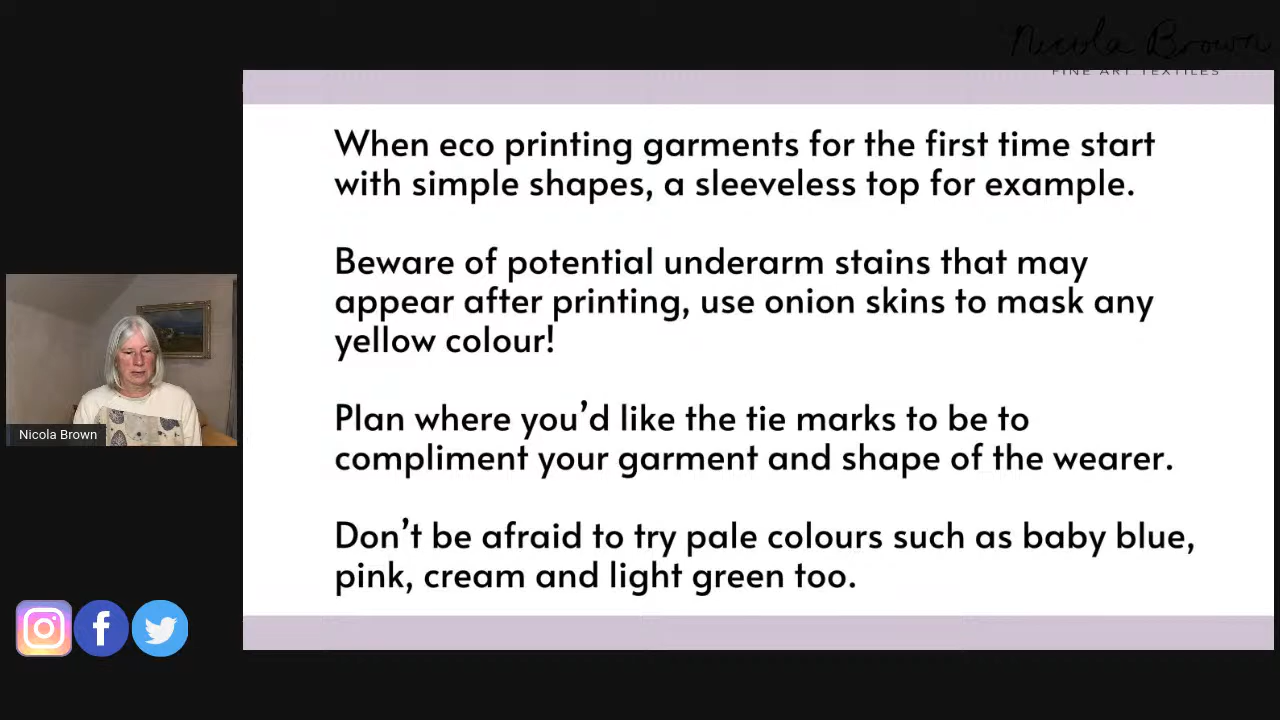 Nicola Brown
FINE ART TEXTILES
When eco printing garments for the first time start
with simple shapes, a sleeveless top for example.
Beware of potential underarm stains that may
appear after printing, use onion skins to mask any
yellow colour!
Plan where you’d like the tie marks to be to
compliment your garment and shape of the wearer.
Don’t be afraid to try pale colours such as baby blue,
pink, cream and light green too.
Nicola Brown